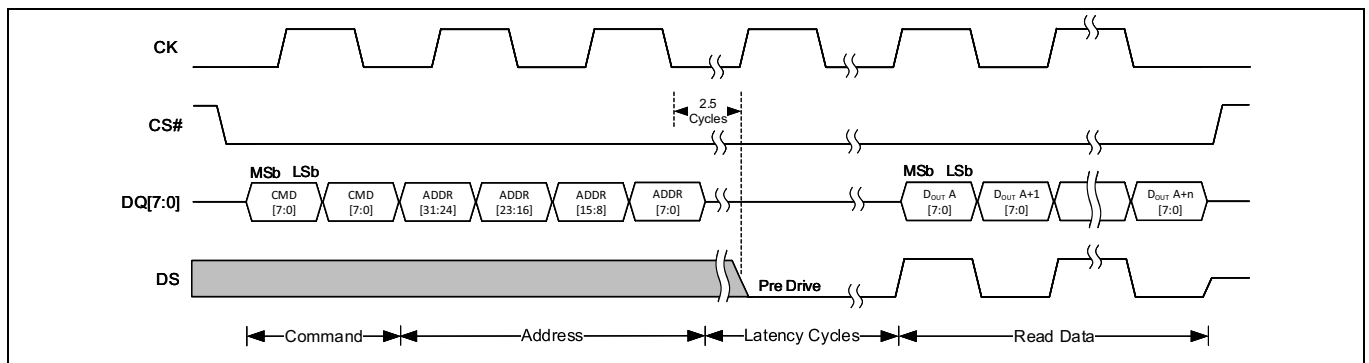 CK
2.5
Cycles
CS#
MSb LSb MSb LSb
DQ[7:0]
CMD [7:0] CMD [7:0] ADDR [31:24] ADDR [23:16] ADDR [15:8] ADDR [7:0] DOUT A [7:0] DOUT A+1 [7:0] DOUT A+n [7:0]
DS
Pre Drive
Command Address Latency Cycles Read Data